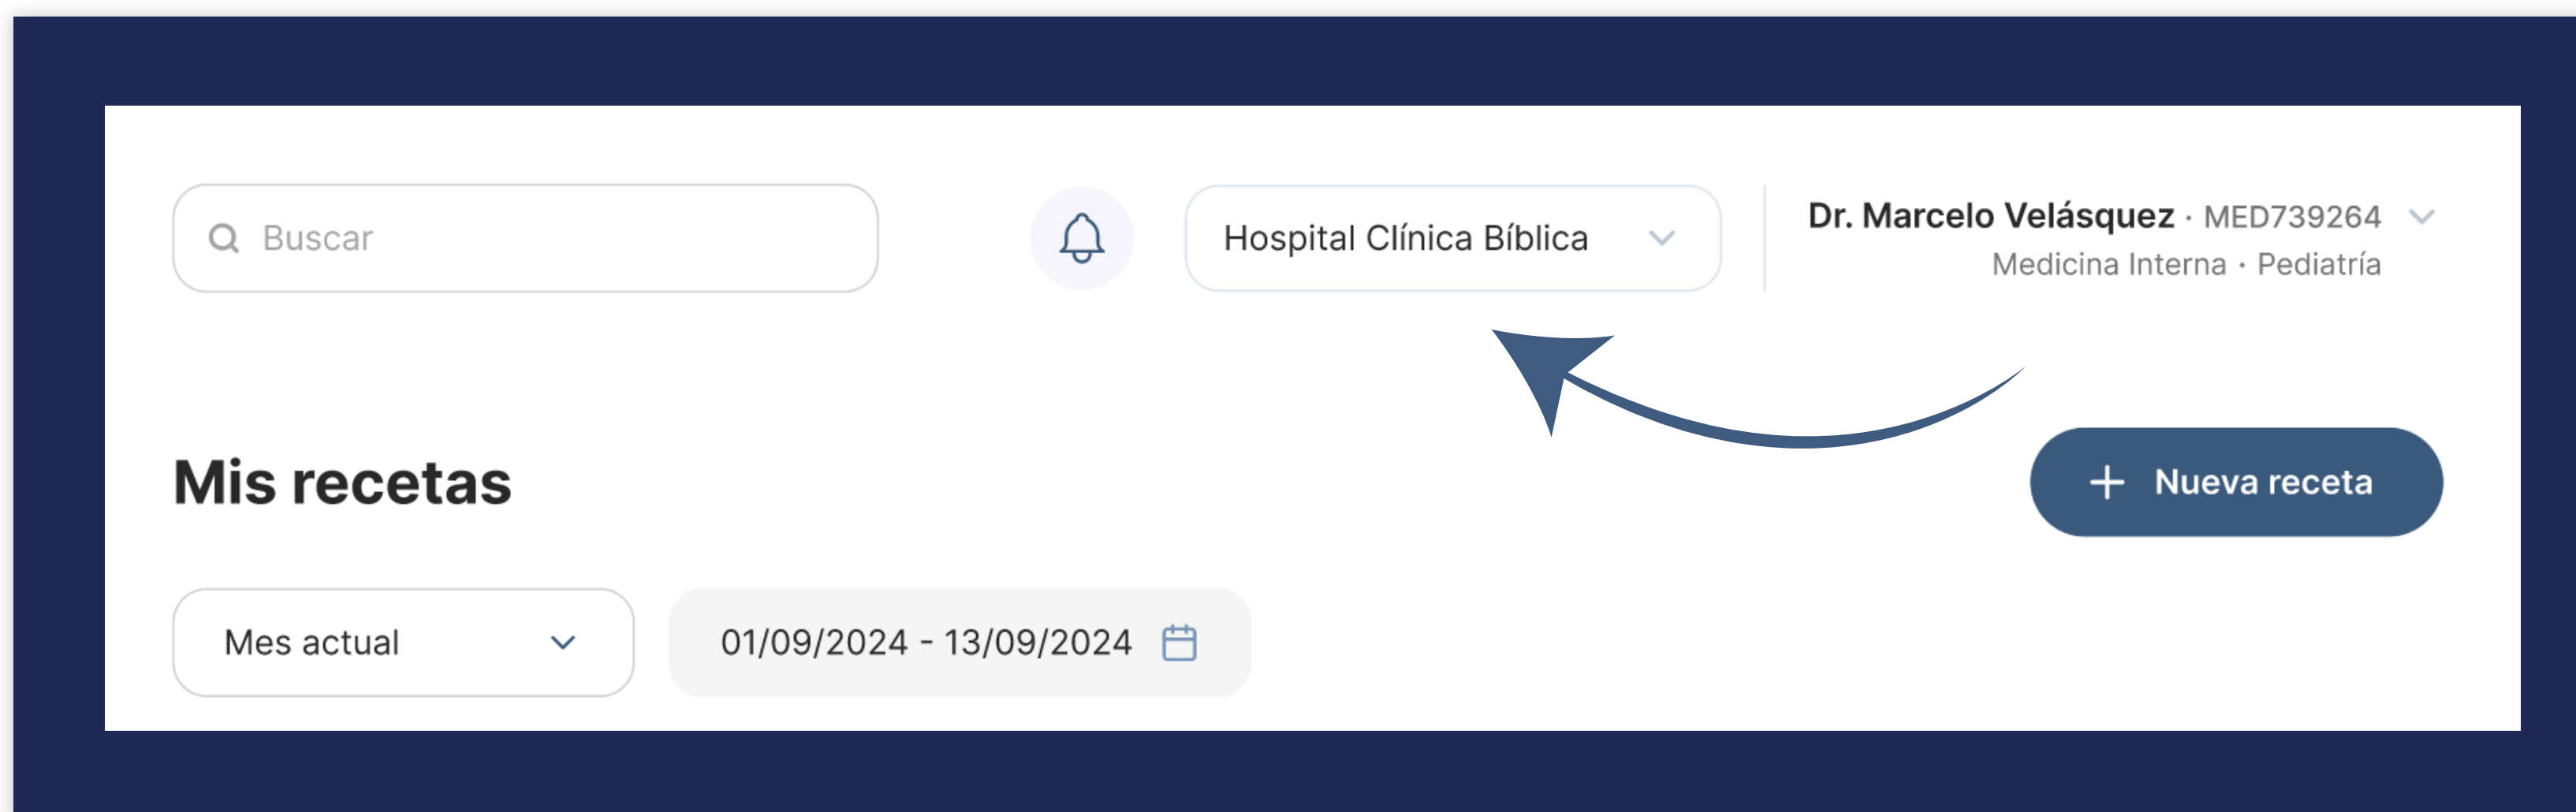 Buscar
Hospital Clínica Bíblica
Dr. Marcelo Velásquez · MED739264
Medicina Interna · Pediatría
Mis recetas
Nueva receta
Mes actual
01/09/2024 - 13/09/2024